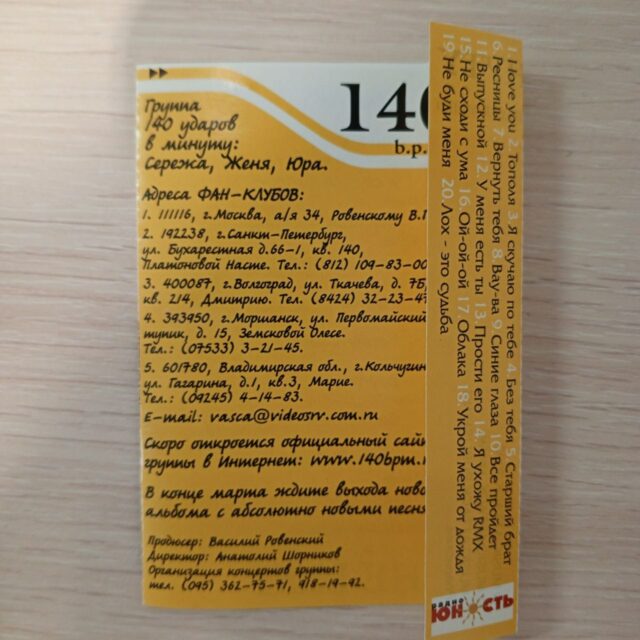 Группа
140 ударов
в минуту:
Сережа, Женя, Юра.
140
b.p.
Адреса ФАН-КЛУБОВ:
1. 111116, г.Москва, а/я 34, Ровенскому В.Г
2. 192238, г.Санкт-Петербург,
ул. Бухарестная д.66-1, кв. 140,
Платоновой Насте. Тел.: (812) 109-83-00
3. 400087, г.Волгоград, ул. Ткачева, д. 7Б,
кв. 214, Дмитрию. Тел. (8424) 32-23-47
4. 393950, г.Моршанск, ул. Первомайский
тупик, д. 15, Земсковой Олесе.
Тел.: (07533) 3-21-45.
5. 601780, Владимирская обл., г.Кольчугин
ул. Гагарина, д.1, кв.3, Марие.
Тел.: (09245) 4-14-83.
E-mail: vasca@videosrv.com.ru
Скоро откроется официальный сай
группы в Интернет: www.140bpm.
В конце марта ждите выхода ново
альбома с абсолютно новыми песня
Продюсер: Василий Ровенский
Директор: Анатолий Шорников
Организация концертов группы:
тел. (095) 362-75-71, 918-19-92.
1. I love you 2. Тополя 3. Я скучаю по тебе 4. Без тебя 5. Старший брат
6. Ресницы 7. Вернуть тебя 8. Вау-ва 9. Синие глаза 10. Все пройдет
11. Выпускной 12. У меня есть ты 13. Прости его 14. Я ухожу RMX
15. Не сходи с ума 16. Ой-ой-ой 17. Облака 18. Укрой меня от дождя
19. Не буди меня 20. Лох - это судьба
РАДИО
ЮНОСТЬ